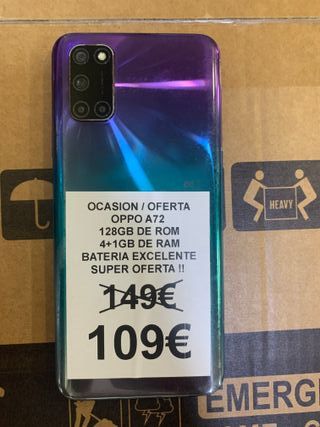 OCASION / OFERTA
OPPO A72
128GB DE ROM
4+1GB DE RAM
BATERIA EXCELENTE
SUPER OFERTA !!
149€
109€
HEAVY
EMERG